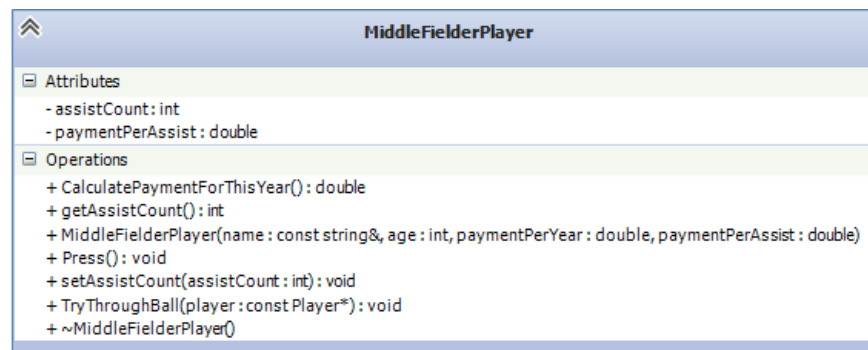 MiddleFielderPlayer
Attributes
- assistCount : int
- paymentPerAssist : double
Operations
+ CalculatePaymentForThisYear() : double
+ getAssistCount() : int
+ MiddleFielderPlayer(name : const string&, age : int, paymentPerYear : double, paymentPerAssist : double)
+ Press() : void
+ setAssistCount(assistCount : int) : void
+ TryThroughBall(player : const Player*) : void
+ ~MiddleFielderPlayer()